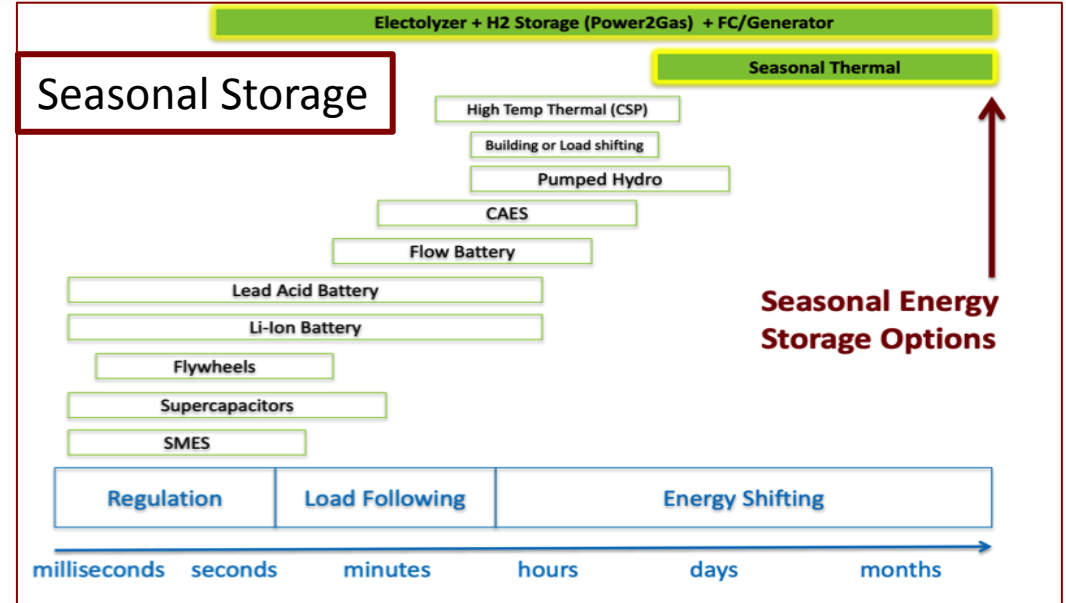 Electolyzer + H2 Storage (Power2Gas) + FC/Generator
Seasonal Thermal
Seasonal Storage
High Temp Thermal (CSP)
Building or Load shifting
Pumped Hydro
CAES
Flow Battery
Lead Acid Battery
Li-Ion Battery
Flywheels
Supercapacitors
SMES
Seasonal Energy
Storage Options
Regulation
Load Following
Energy Shifting
milliseconds seconds minutes hours days months